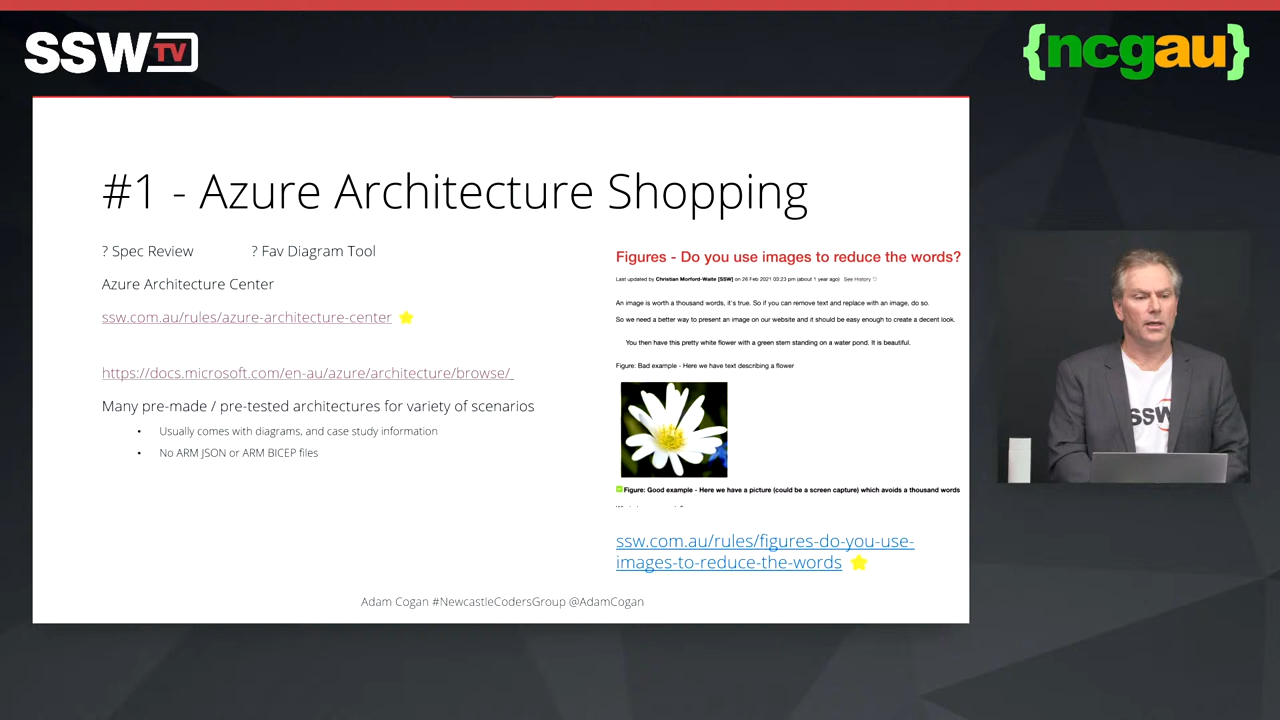 SSW TV
{ncgau}
#1 - Azure Architecture Shopping
? Spec Review ? Fav Diagram Tool
Azure Architecture Center
ssw.com.au/rules/azure-architecture-center
https://docs.microsoft.com/en-au/azure/architecture/browse/
Many pre-made / pre-tested architectures for variety of scenarios
• Usually comes with diagrams, and case study information
• No ARM JSON or ARM BICEP files
Figures - Do you use images to reduce the words?
Last updated by Christian Morford-Waite [SSW] on 26 Feb 2021 03:23 pm (about 1 year ago) See History
An image is worth a thousand words, it's true. So if you can remove text and replace with an image, do so.
So we need a better way to present an image on our website and it should be easy enough to create a decent look.
You then have this pretty white flower with a green stem standing on a water pond. It is beautiful.
Figure: Bad example - Here we have text describing a flower
Figure: Good example - Here we have a picture (could be a screen capture) which avoids a thousand words
ssw.com.au/rules/figures-do-you-use-
images-to-reduce-the-words
Adam Cogan #NewcastleCodersGroup @AdamCogan
SSW